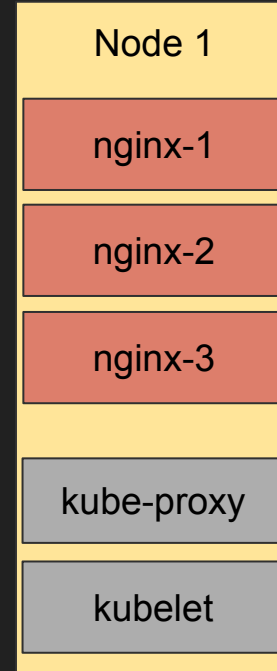 Node 1
nginx-1
nginx-2
nginx-3
kube-proxy
kubelet